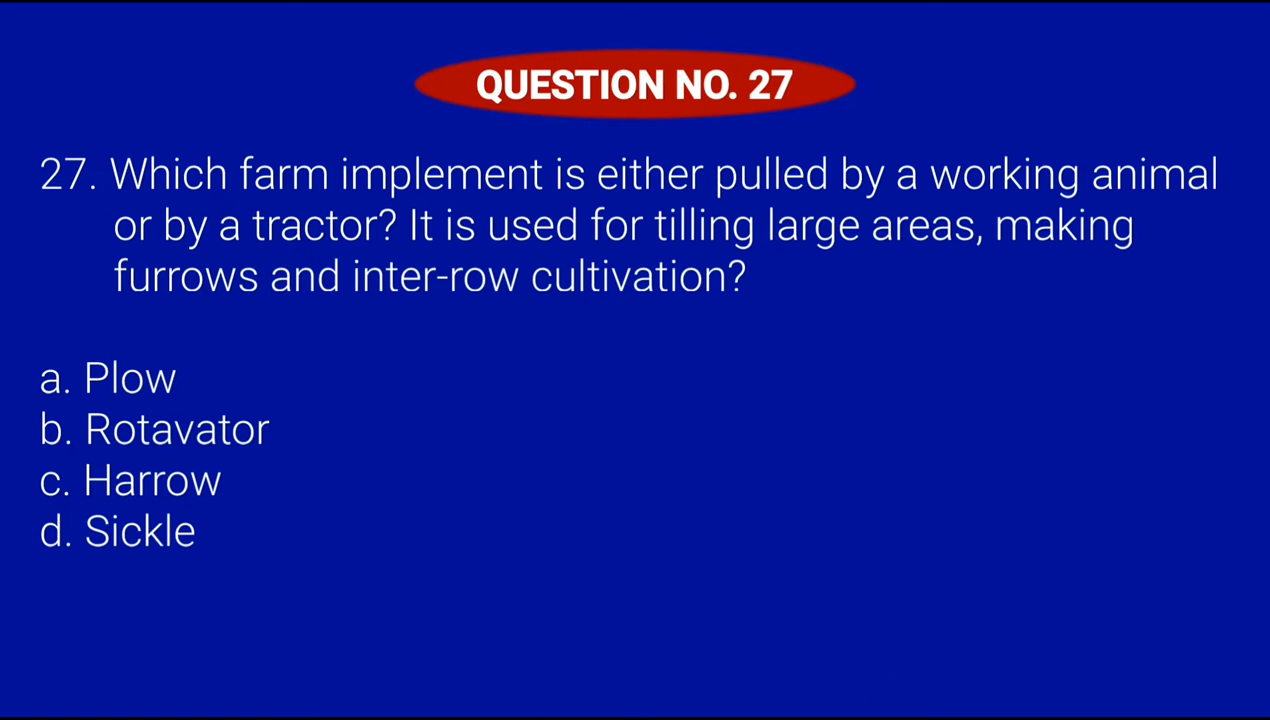 QUESTION NO. 27
27. Which farm implement is either pulled by a working animal
or by a tractor? It is used for tilling large areas, making
furrows and inter-row cultivation?
a. Plow
b. Rotavator
c. Harrow
d. Sickle